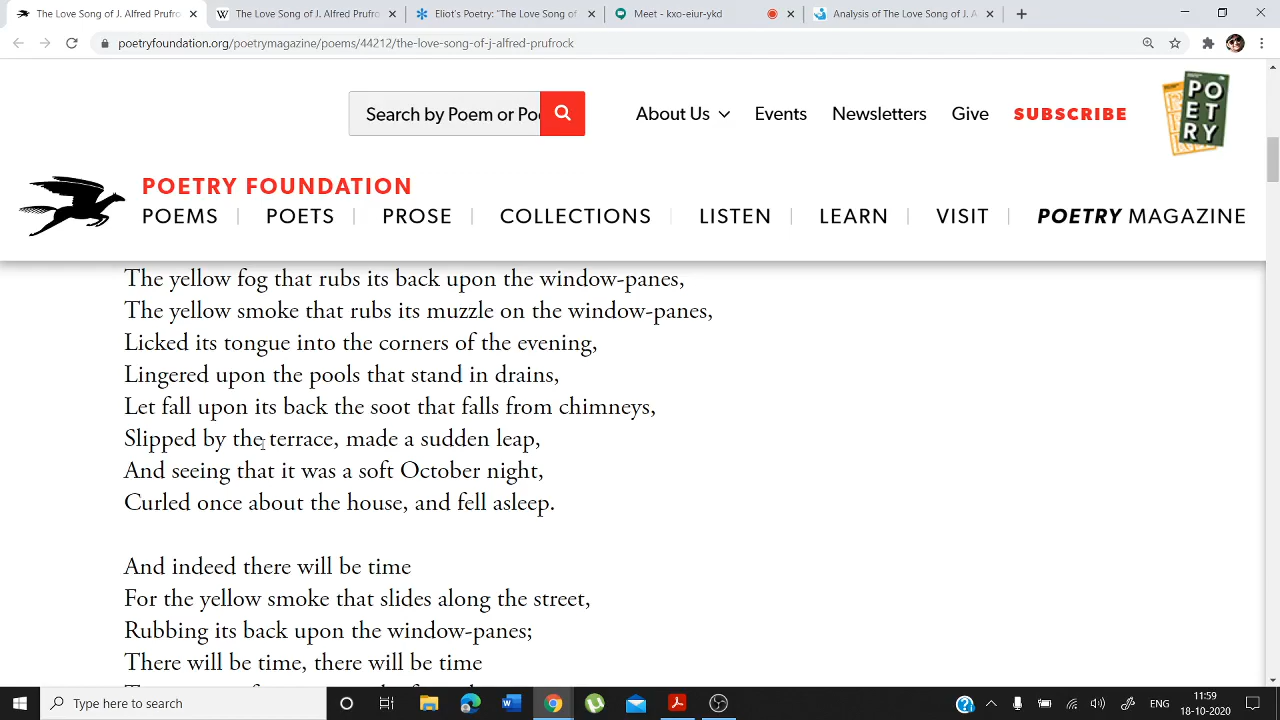 The Love Song of J. Alfred Prufro
The Love Song of J. Alfred Prufro
Eliot's Poetry: "The Love Song of
Meet - kxo-eiur-ykd
Analysis of The Love Song of J. A
poetryfoundation.org/poetrymagazine/poems/44212/the-love-song-of-j-alfred-prufrock
Search by Poem or Poe
About Us
Events
Newsletters
Give
SUBSCRIBE
POETRY
POETRY FOUNDATION
POEMS
POETS
PROSE
COLLECTIONS
LISTEN
LEARN
VISIT
POETRY MAGAZINE
The yellow fog that rubs its back upon the window-panes,
The yellow smoke that rubs its muzzle on the window-panes,
Licked its tongue into the corners of the evening,
Lingered upon the pools that stand in drains,
Let fall upon its back the soot that falls from chimneys,
Slipped by the terrace, made a sudden leap,
And seeing that it was a soft October night,
Curled once about the house, and fell asleep.
And indeed there will be time
For the yellow smoke that slides along the street,
Rubbing its back upon the window-panes;
There will be time, there will be time
Type here to search
ENG
11:59
18-10-2020